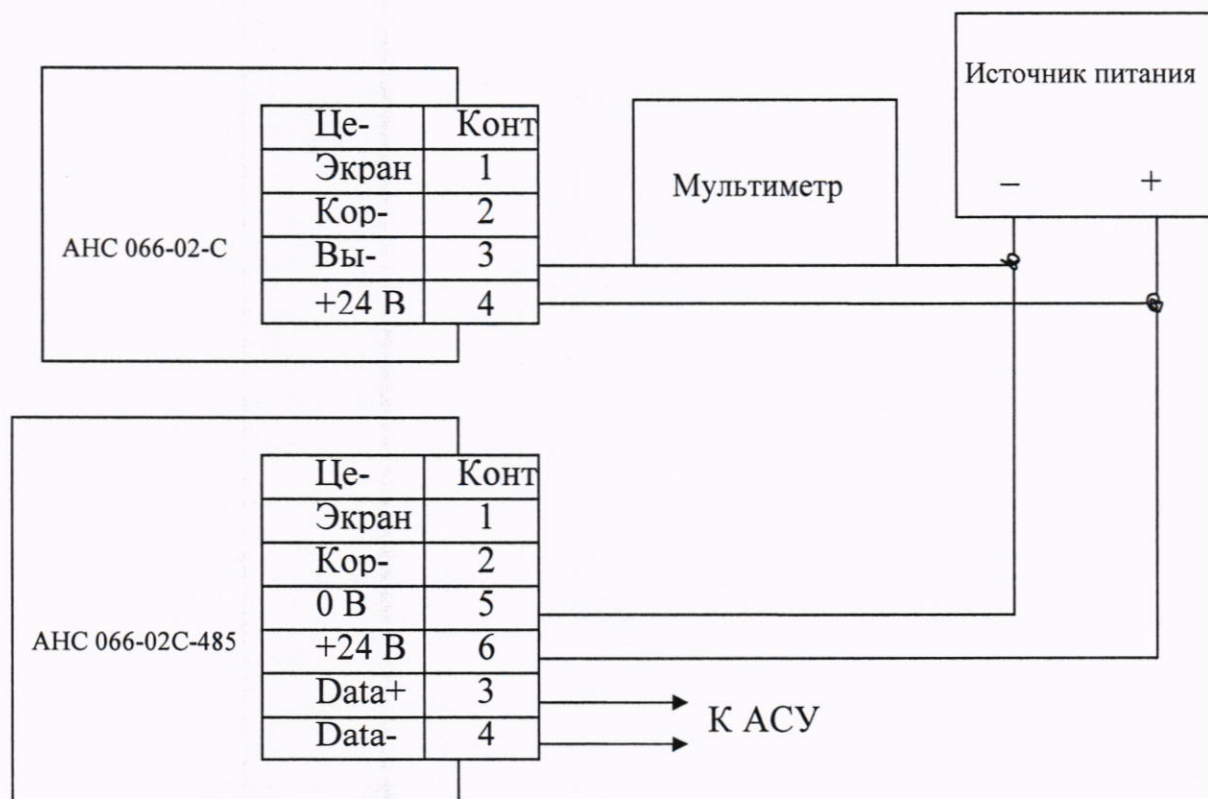 Источник питания
– +
Це- Конт
Экран 1
Кор- 2
Вы- 3
+24 В 4
АНС 066-02-С
Мультиметр
Це- Конт
Экран 1
Кор- 2
0 В 5
+24 В 6
Data+ 3
Data- 4
АНС 066-02С-485
К АСУ